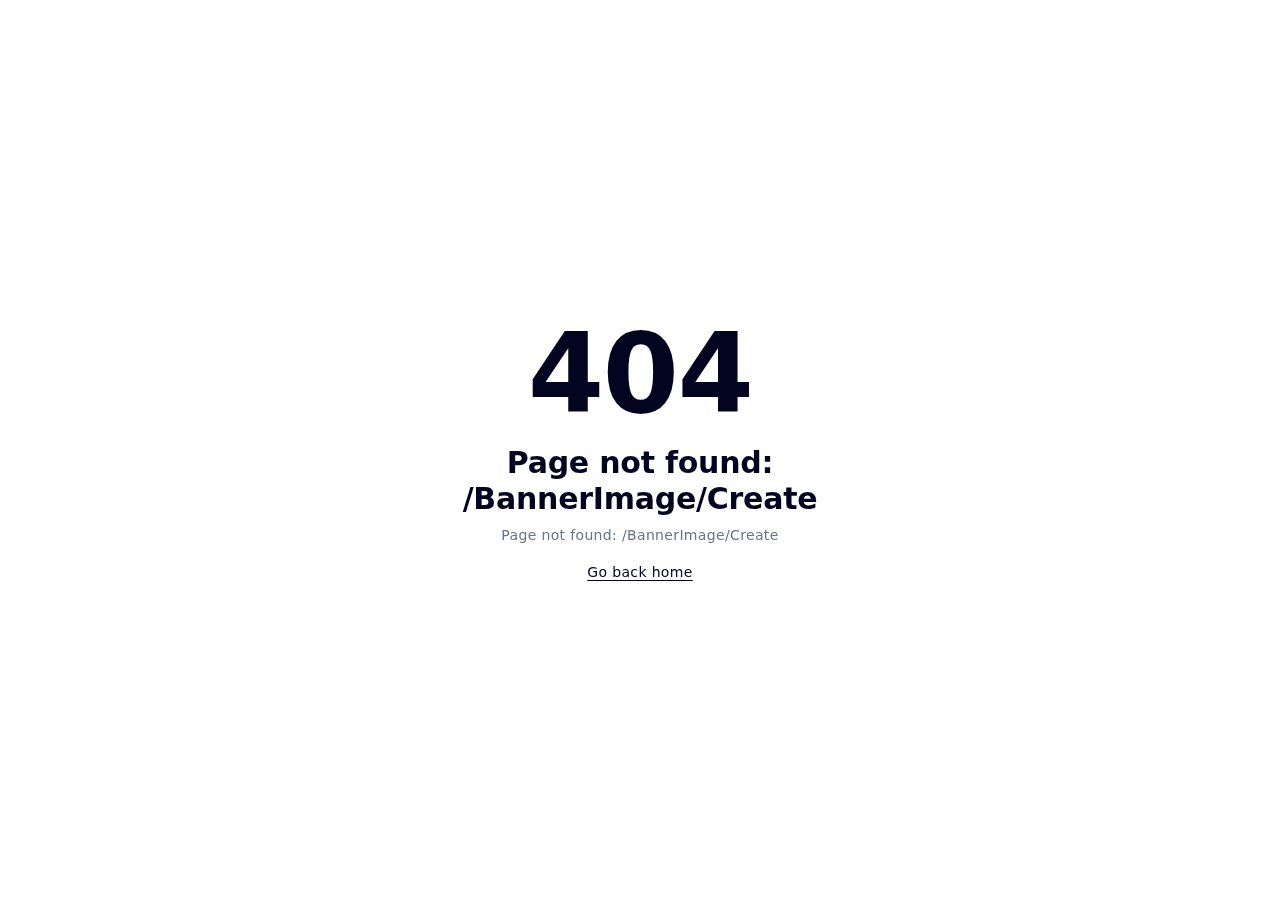 404
Page not found:
/BannerImage/Create
Page not found: /BannerImage/Create
Go back home